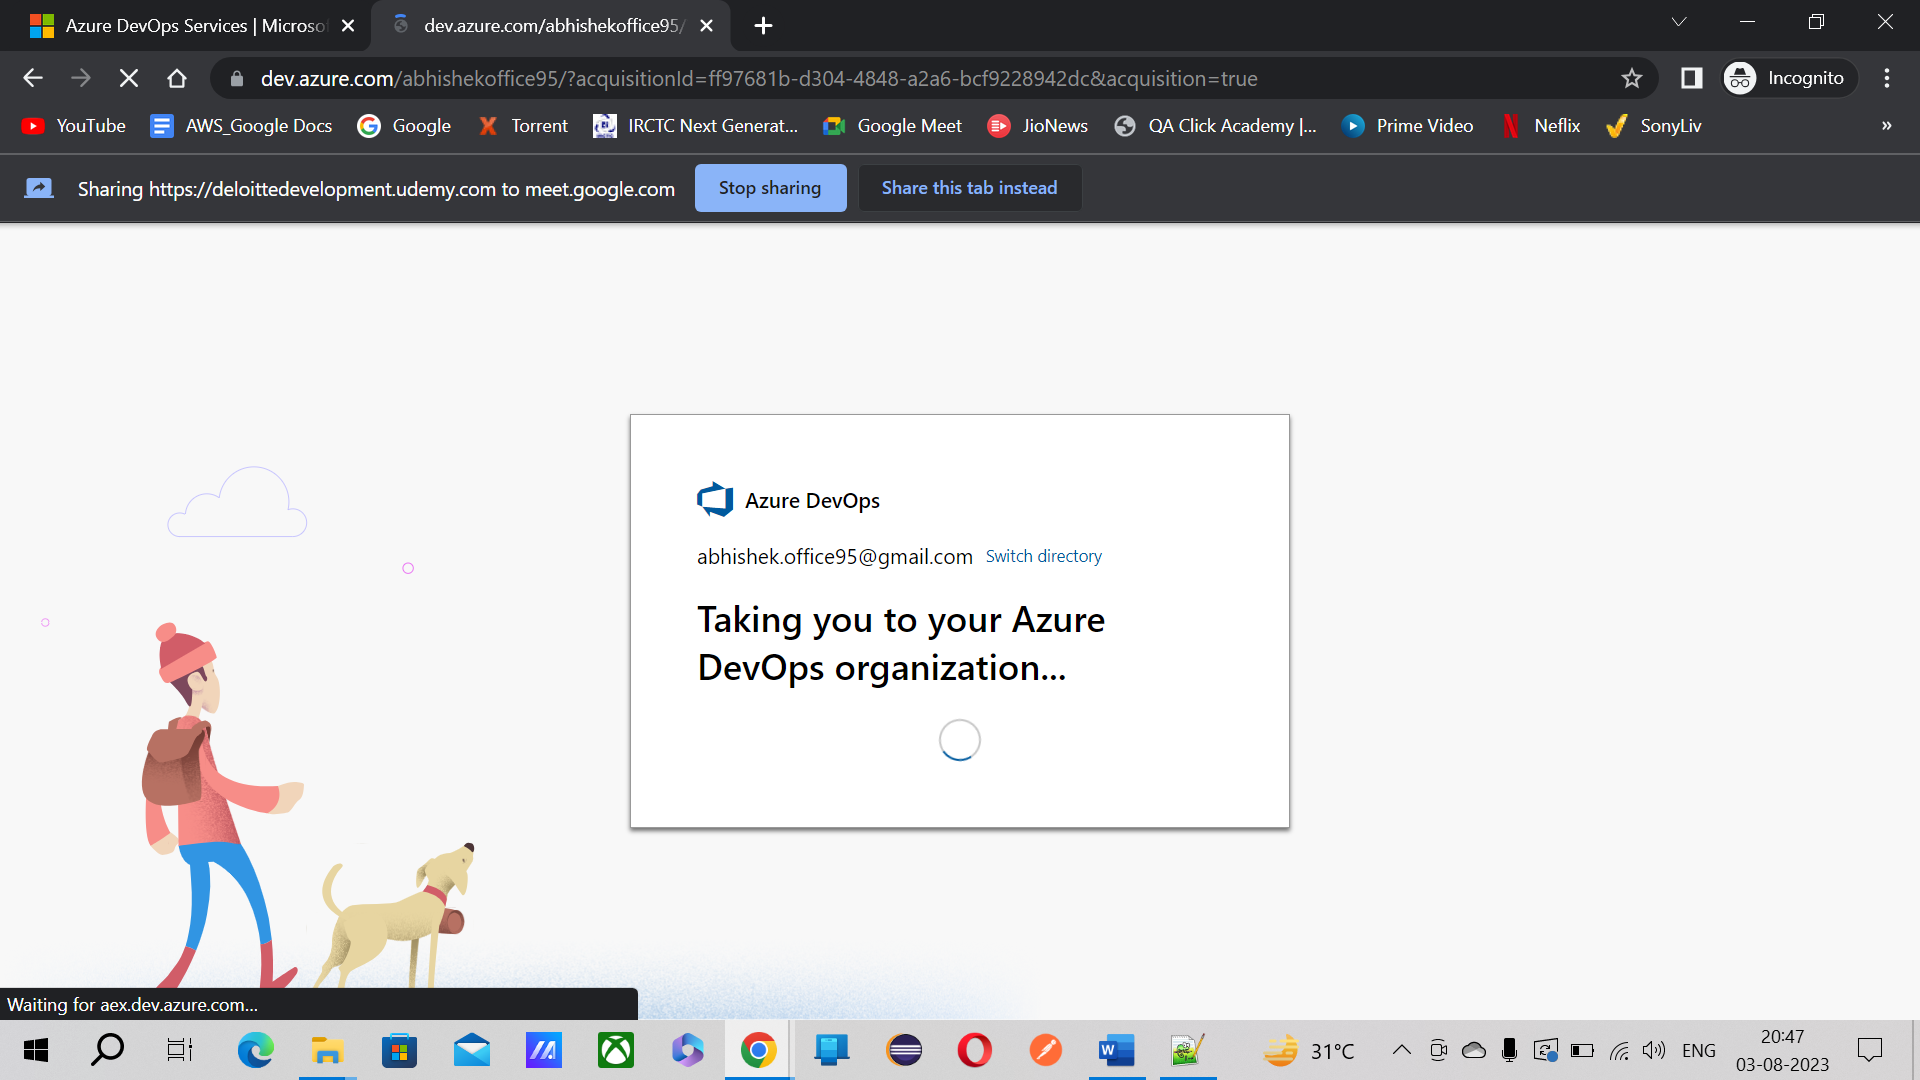 Azure DevOps Services | Microso
dev.azure.com/abhishekoffice95/
dev.azure.com/abhishekoffice95/?acquisitionId=ff97681b-d304-4848-a2a6-bcf9228942dc&acquisition=true
Incognito
YouTube
AWS_Google Docs
Google
Torrent
IRCTC Next Generat...
Google Meet
JioNews
QA Click Academy |...
Prime Video
Neflix
SonyLiv
»
Sharing https://deloittedevelopment.udemy.com to meet.google.com
Stop sharing
Share this tab instead
Azure DevOps
abhishek.office95@gmail.com Switch directory
Taking you to your Azure
DevOps organization...
Waiting for aex.dev.azure.com...
31°C
ENG
20:47
03-08-2023